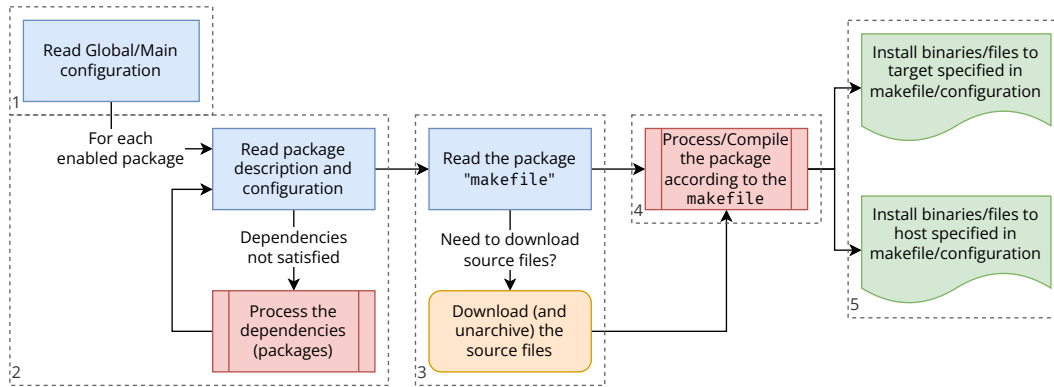 Read Global/Main
configuration
1
For each
enabled package
Read package
description and
configuration
Dependencies
not satisfied
Process the
dependencies
(packages)
2
Read the package
"makefile"
Need to download
source files?
Download (and
unarchive) the
source files
3
Process/Compile
the package
according to the
makefile
4
Install binaries/files to
target specified in
makefile/configuration
Install binaries/files to
host specified in
makefile/configuration
5